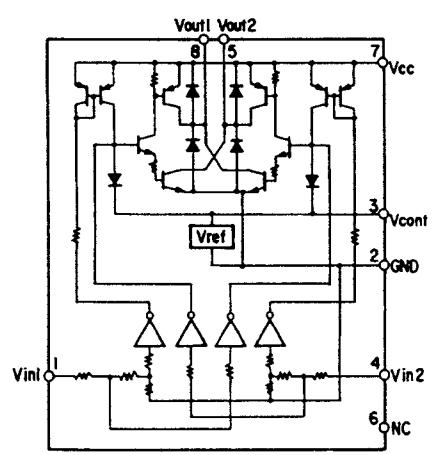 Vout1 Vout2
8 5
7
Vcc
3
Vcont
Vref
2
GND
1
Vin1
4
Vin2
6
NC